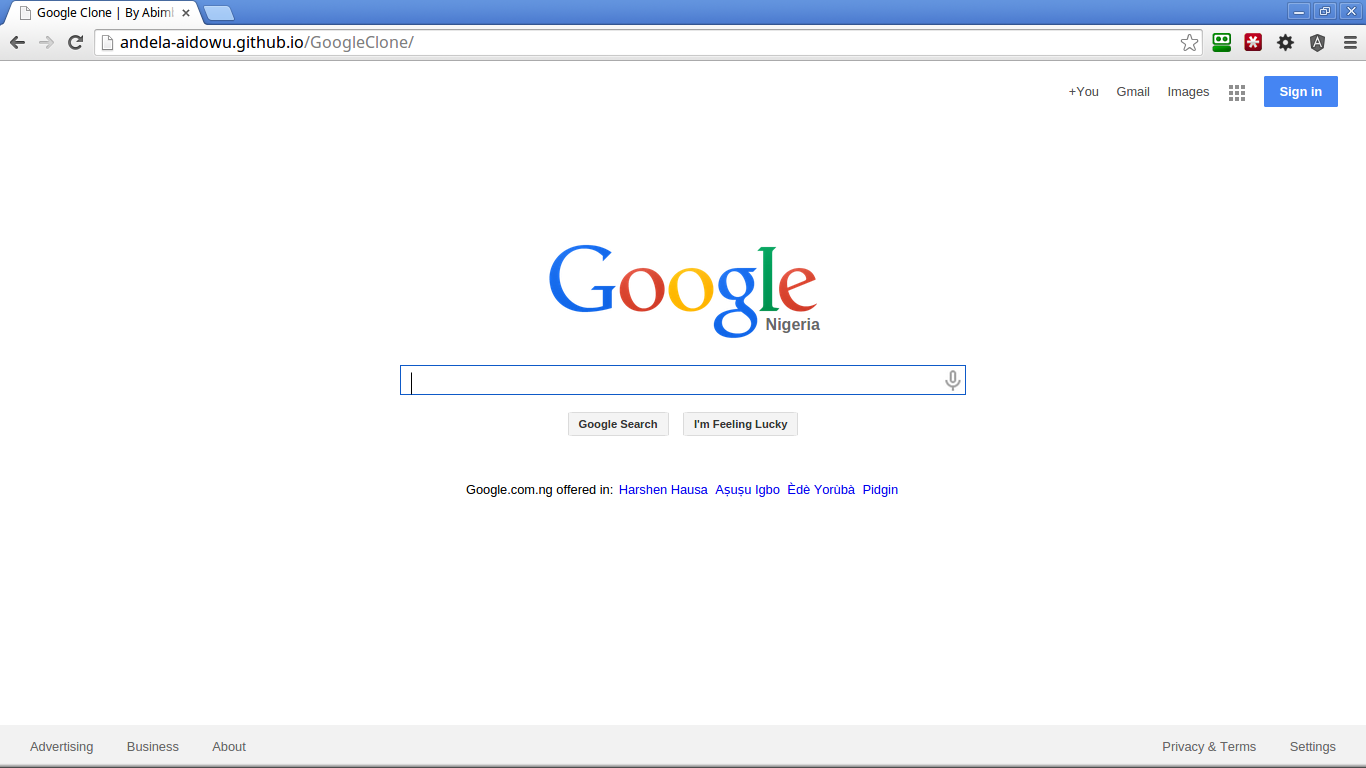 Google Clone | By Abiml
andela-aidowu.github.io/GoogleClone/
+You Gmail Images Sign in
Google
Nigeria
Google Search I'm Feeling Lucky
Google.com.ng offered in: Harshen Hausa Aṣụsụ Igbo Èdè Yorùbá Pidgin
Advertising Business About Privacy & Terms Settings